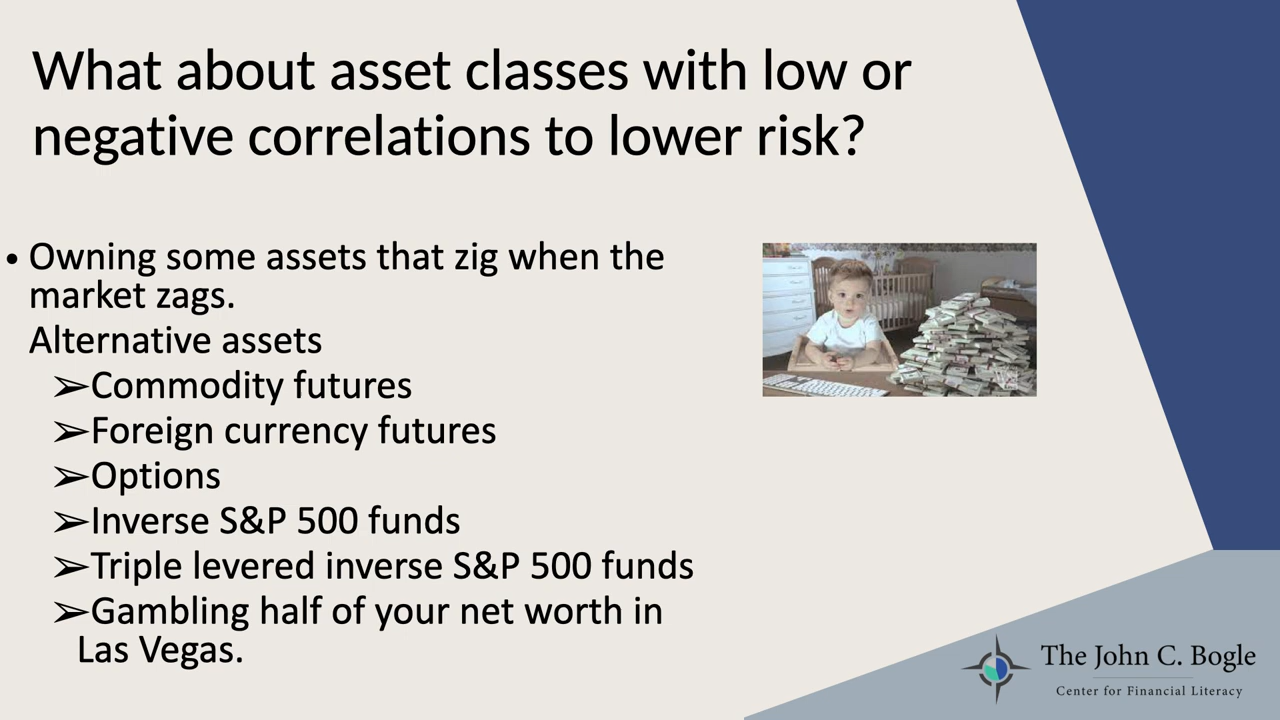 What about asset classes with low or
negative correlations to lower risk?
• Owning some assets that zig when the
market zags.
Alternative assets
➢Commodity futures
➢Foreign currency futures
➢Options
➢Inverse S&P 500 funds
➢Triple levered inverse S&P 500 funds
➢Gambling half of your net worth in
Las Vegas.
The John C. Bogle
Center for Financial Literacy